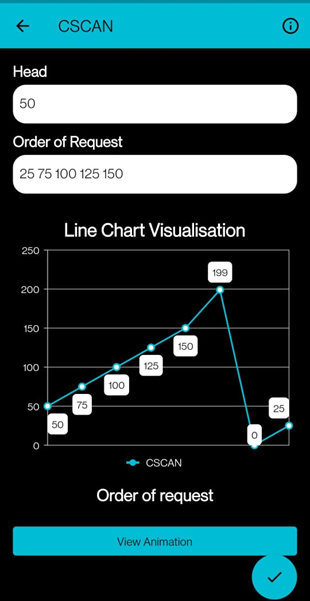 CSCAN
Head
50
Order of Request
25 75 100 125 150
Line Chart Visualisation
250
200
150
100
50
0
50
75
100
125
150
199
0
25
CSCAN
Order of request
View Animation